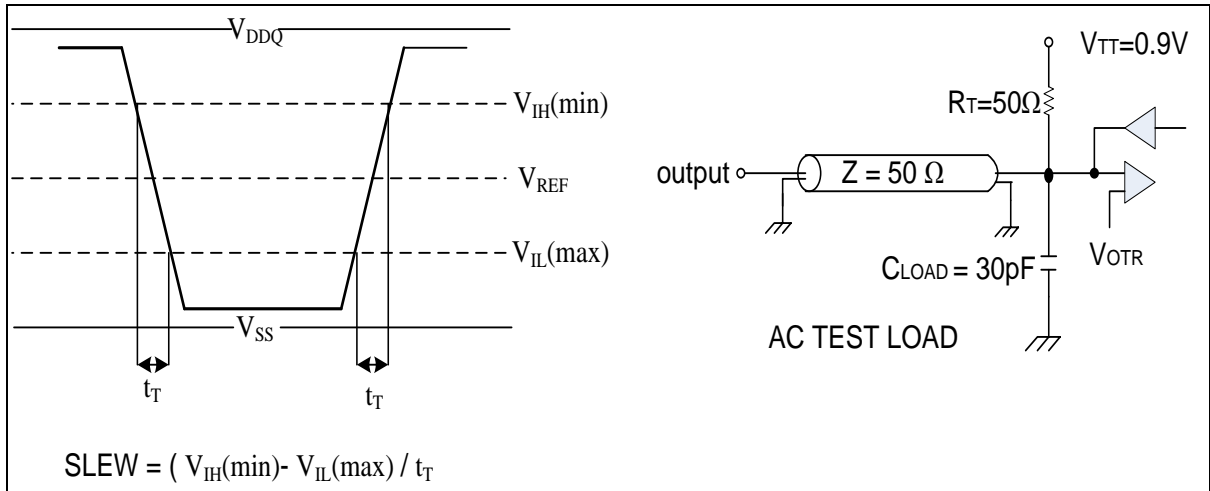 VDDQ
VIH(min)
VREF
VIL(max)
VSS
tT
tT
SLEW = ( VIH(min)- VIL(max) / tT
VTT=0.9V
RT=50Ω
output
Z = 50 Ω
VOTR
CLOAD = 30pF
AC TEST LOAD